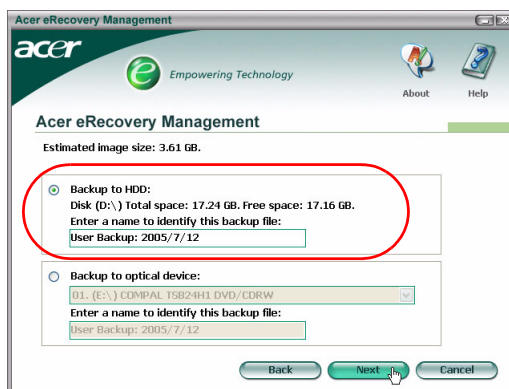 Acer eRecovery Management
acer
e Empowering Technology
About
Help
Acer eRecovery Management
Estimated image size: 3.61 GB.
Backup to HDD:
Disk (D:\) Total space: 17.24 GB. Free space: 17.16 GB.
Enter a name to identify this backup file:
User Backup: 2005/7/12
Backup to optical device:
01. (E:\) COMPAL TSB24H1 DVD/CDRW
Enter a name to identify this backup file:
User Backup: 2005/7/12
Back
Next
Cancel